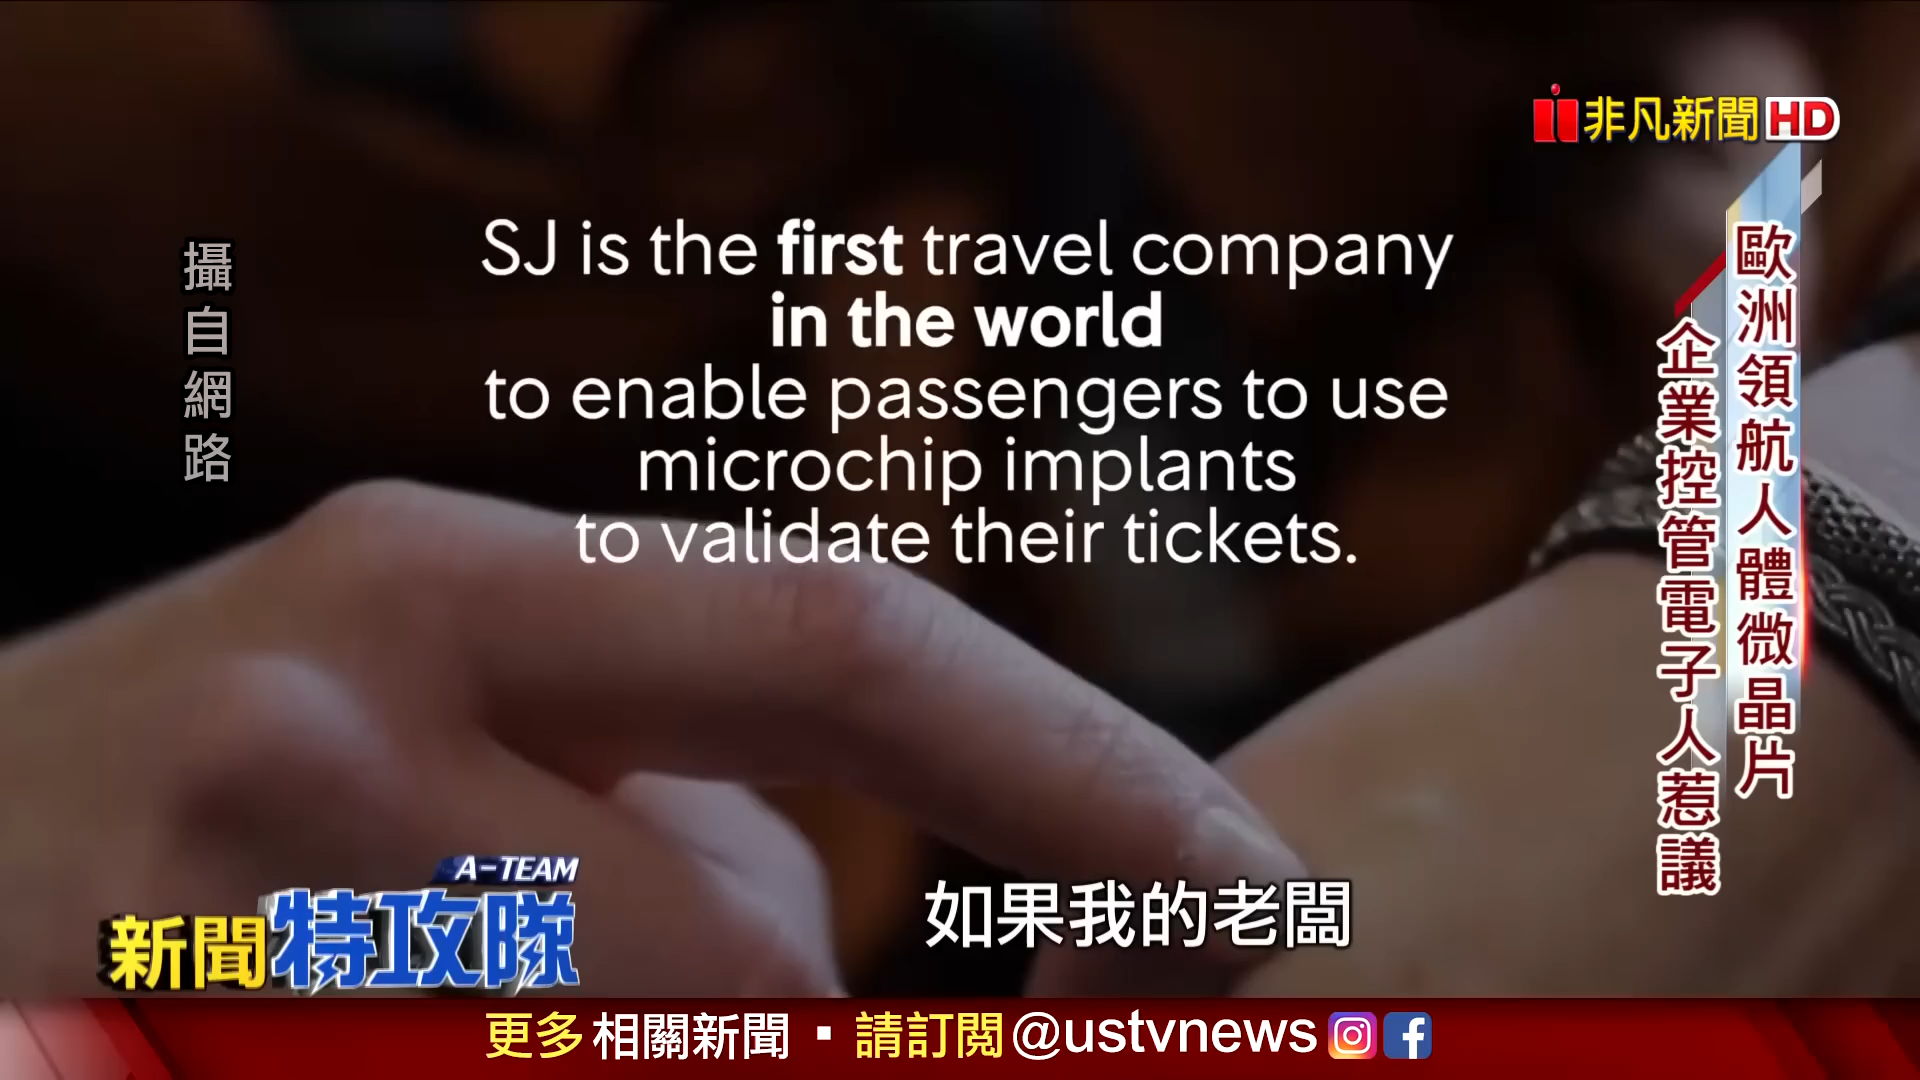 非凡新聞HD
攝自網路
SJ is the first travel company
in the world
to enable passengers to use
microchip implants
to validate their tickets.
歐洲領航人體微晶片
企業控管電子人惹議
A-TEAM
新聞特攻隊
如果我的老闆
更多相關新聞▪請訂閱@ustvnews